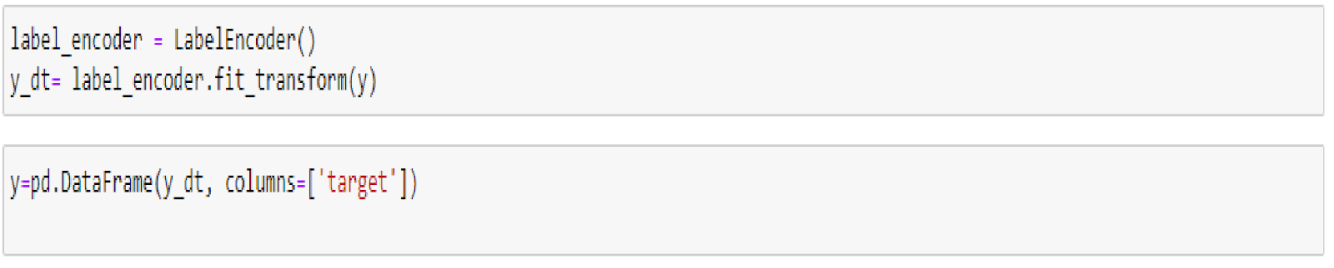 label_encoder = LabelEncoder()
y_dt= label_encoder.fit_transform(y)
y=pd.DataFrame(y_dt, columns=['target'])